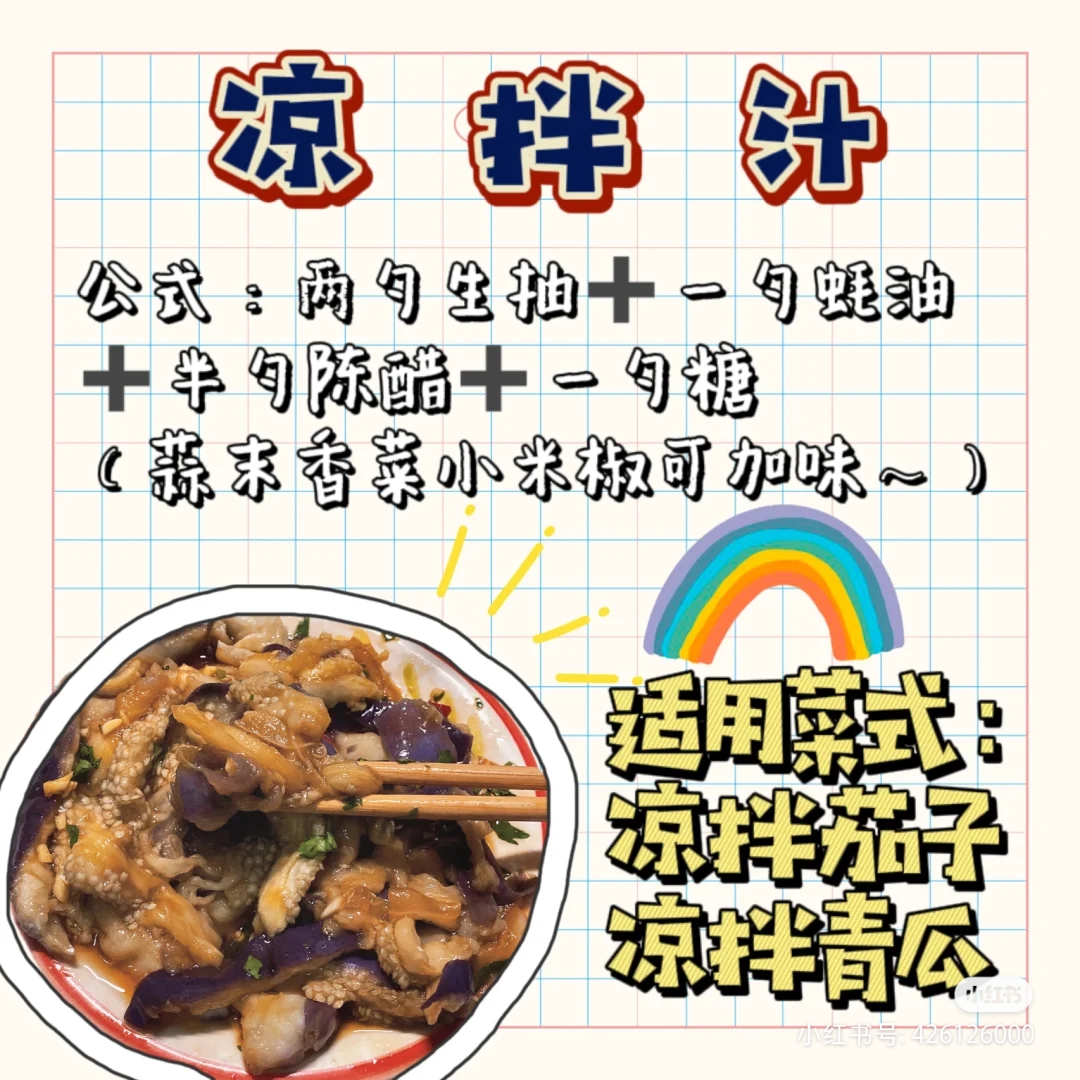 凉拌汁
公式：两勺生抽➕一勺蚝油
➕半勺陈醋➕一勺糖
（蒜末香菜小米椒可加味～）
适用菜式：
凉拌茄子
凉拌青瓜
小红书
小红书号: 426126000